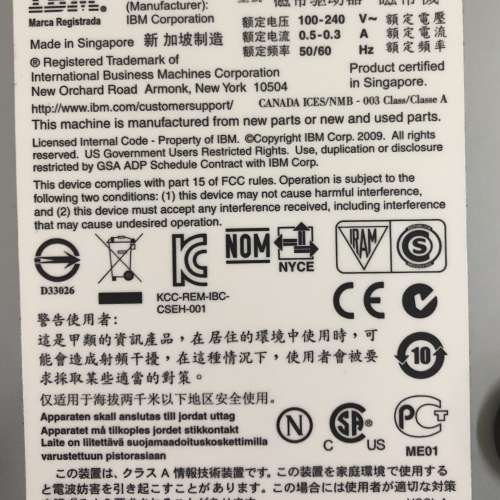 IBM
Marca Registrada
(Manufacturer):
IBM Corporation
磁带驱动器 磁帶機
额定电压 100-240 V~ 額定電壓
额定电流 0.5-0.3 A 額定電流
额定频率 50/60 Hz 額定頻率
Made in Singapore 新加坡制造
® Registered Trademark of
International Business Machines Corporation
New Orchard Road Armonk, New York 10504
Product certified
in Singapore.
http://www.ibm.com/customersupport/
CANADA ICES/NMB - 003 Class/Classe A
This machine is manufactured from new parts or new and used parts.
Licensed Internal Code - Property of IBM. ©Copyright IBM Corp. 2009. All rights
reserved. US Government Users Restricted Rights. Use, duplication or disclosure
restricted by GSA ADP Schedule Contract with IBM Corp.
This device complies with part 15 of FCC rules. Operation is subject to the
following two conditions: (1) this device may not cause harmful interference,
and (2) this device must accept any interference received, including interference
that may cause undesired operation.
D33026
KCC-REM-IBC-
CSEH-001
NOM
NYCE
IRAM
S
CE
10
警告使用者:
這是甲類的資訊產品，在居住的環境中使用時，可
能會造成射頻干擾，在這種情況下，使用者會被要
求採取某些適當的對策。
仅适用于海拔两千米以下地区安全使用。
Apparaten skall anslutas till jordat uttag
Apparatet må tilkoples jordet stikkontakt
Laite on liitettävä suojamaadoituskoskettimilla
varustetuun pistorasiaan
N
SA
C US
PCT
ME01
この装置は、クラスA情報技術装置です。この装置を家庭環境で使用する
と電波妨害を引き起こすことがあります。この場合には使用者が適切な対策